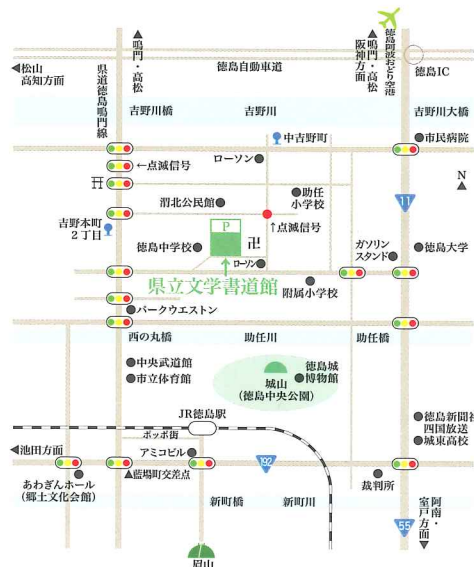 ▲鳴門・高松
▲鳴門・高松
阪神方面
徳島阿波おどり空港
◀松山
高知方面
徳島自動車道
徳島IC
県道徳島鳴門線
吉野川橋
吉野川
吉野川大橋
中吉野町
市民病院
←点滅信号
ローソン
N
助任
小学校
渭北公民館
11
吉野本町
2丁目
P
卍
↑点滅信号
徳島中学校
ガソリン
スタンド
徳島大学
ローソン
県立文学書道館
附属小学校
パークウエストン
西の丸橋
助任川
助任橋
中央武道館
市立体育館
徳島城
博物館
城山
(徳島中央公園)
JR徳島駅
徳島新聞社
四国放送
城東高校
ポッポ街
◀池田方面
アミコビル
192
あわぎんホール
(郷土文化会館)
▲藍場町交差点
裁判所
新町橋
新町川
55
阿南・
室戸方面▼
眉山